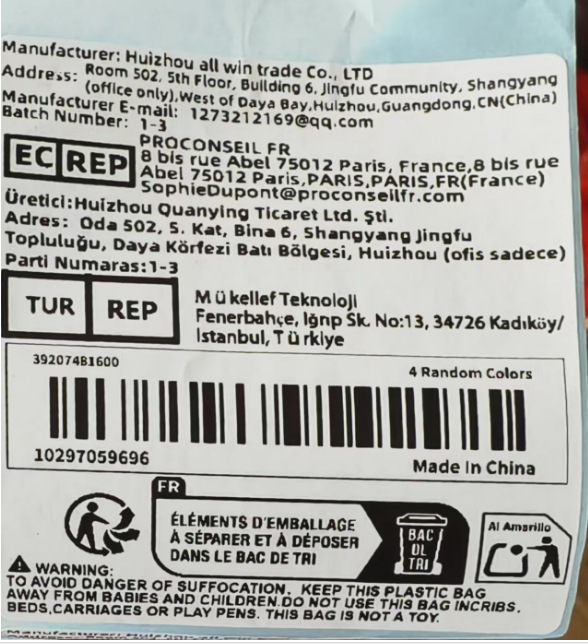 Manufacturer: Huizhou all win trade Co., LTD
Address: Room 502, 5th Floor, Building 6, Jingfu Community, Shangyang
(office only),West of Daya Bay,Huizhou,Guangdong,CN(China)
Manufacturer E-mail: 1273212169@qq.com
Batch Number: 1-3
EC REP
PROCONSEIL FR
8 bis rue Abel 75012 Paris, France,8 bis rue
Abel 75012 Paris,PARIS,PARIS,FR(France)
SophieDupont@proconseilfr.com
Üretici:Huizhou Quanying Ticaret Ltd. Şti.
Adres: Oda 502, 5. Kat, Bina 6, Shangyang Jingfu
Topluluğu, Daya Körfezi Batı Bölgesi, Huizhou (ofis sadece)
Parti Numaras:1-3
TUR REP
Mükellef Teknoloji
Fenerbahçe, Iğnp Sk. No:13, 34726 Kadıköy/
Istanbul, Türkiye
392074B1600
4 Random Colors
10297059696
Made In China
FR
ÉLÉMENTS D'EMBALLAGE
À SÉPARER ET À DÉPOSER
DANS LE BAC DE TRI
BAC
DE
TRI
Al Amarillo
WARNING:
TO AVOID DANGER OF SUFFOCATION, KEEP THIS PLASTIC BAG
AWAY FROM BABIES AND CHILDREN.DO NOT USE THIS BAG INCRIBS,
BEDS,CARRIAGES OR PLAY PENS. THIS BAG IS NOT A TOY.